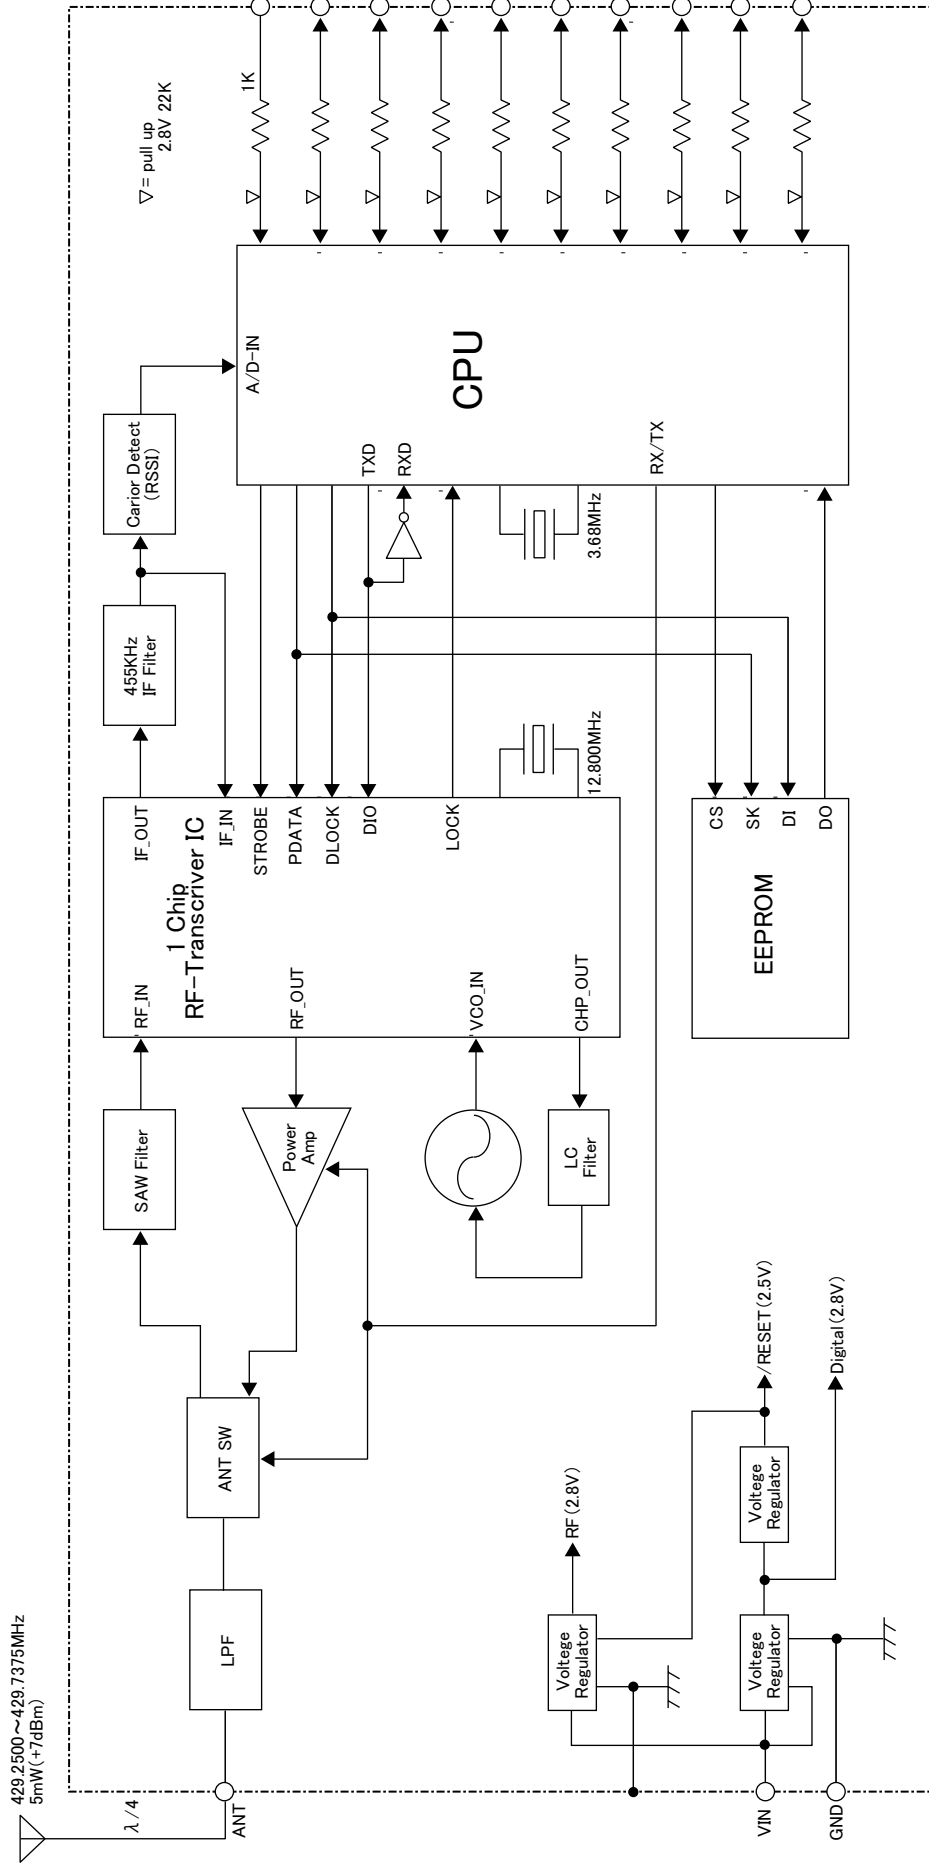 429.2500～429.7375MHz
5mW(+7dBm)
λ/4
ANT
LPF
ANT SW
SAW Filter
Power
Amp
LC
Filter
RF_IN
1 Chip
RF-Transcriver IC
RF_OUT
VCO_IN
CHP_OUT
IF_OUT
IF_IN
STROBE
PDATA
DLOCK
DIO
LOCK
12.800MHz
455KHz
IF Filter
Carior Detect
(RSSI)
A/D-IN
CPU
TXD
RXD
RX/TX
3.68MHz
▽= pull up
2.8V 22K
1K
EEPROM
CS
SK
DI
DO
VIN
GND
Voltege
Regulator
RF(2.8V)
Voltege
Regulator
Voltege
Regulator
/RESET(2.5V)
Digital(2.8V)